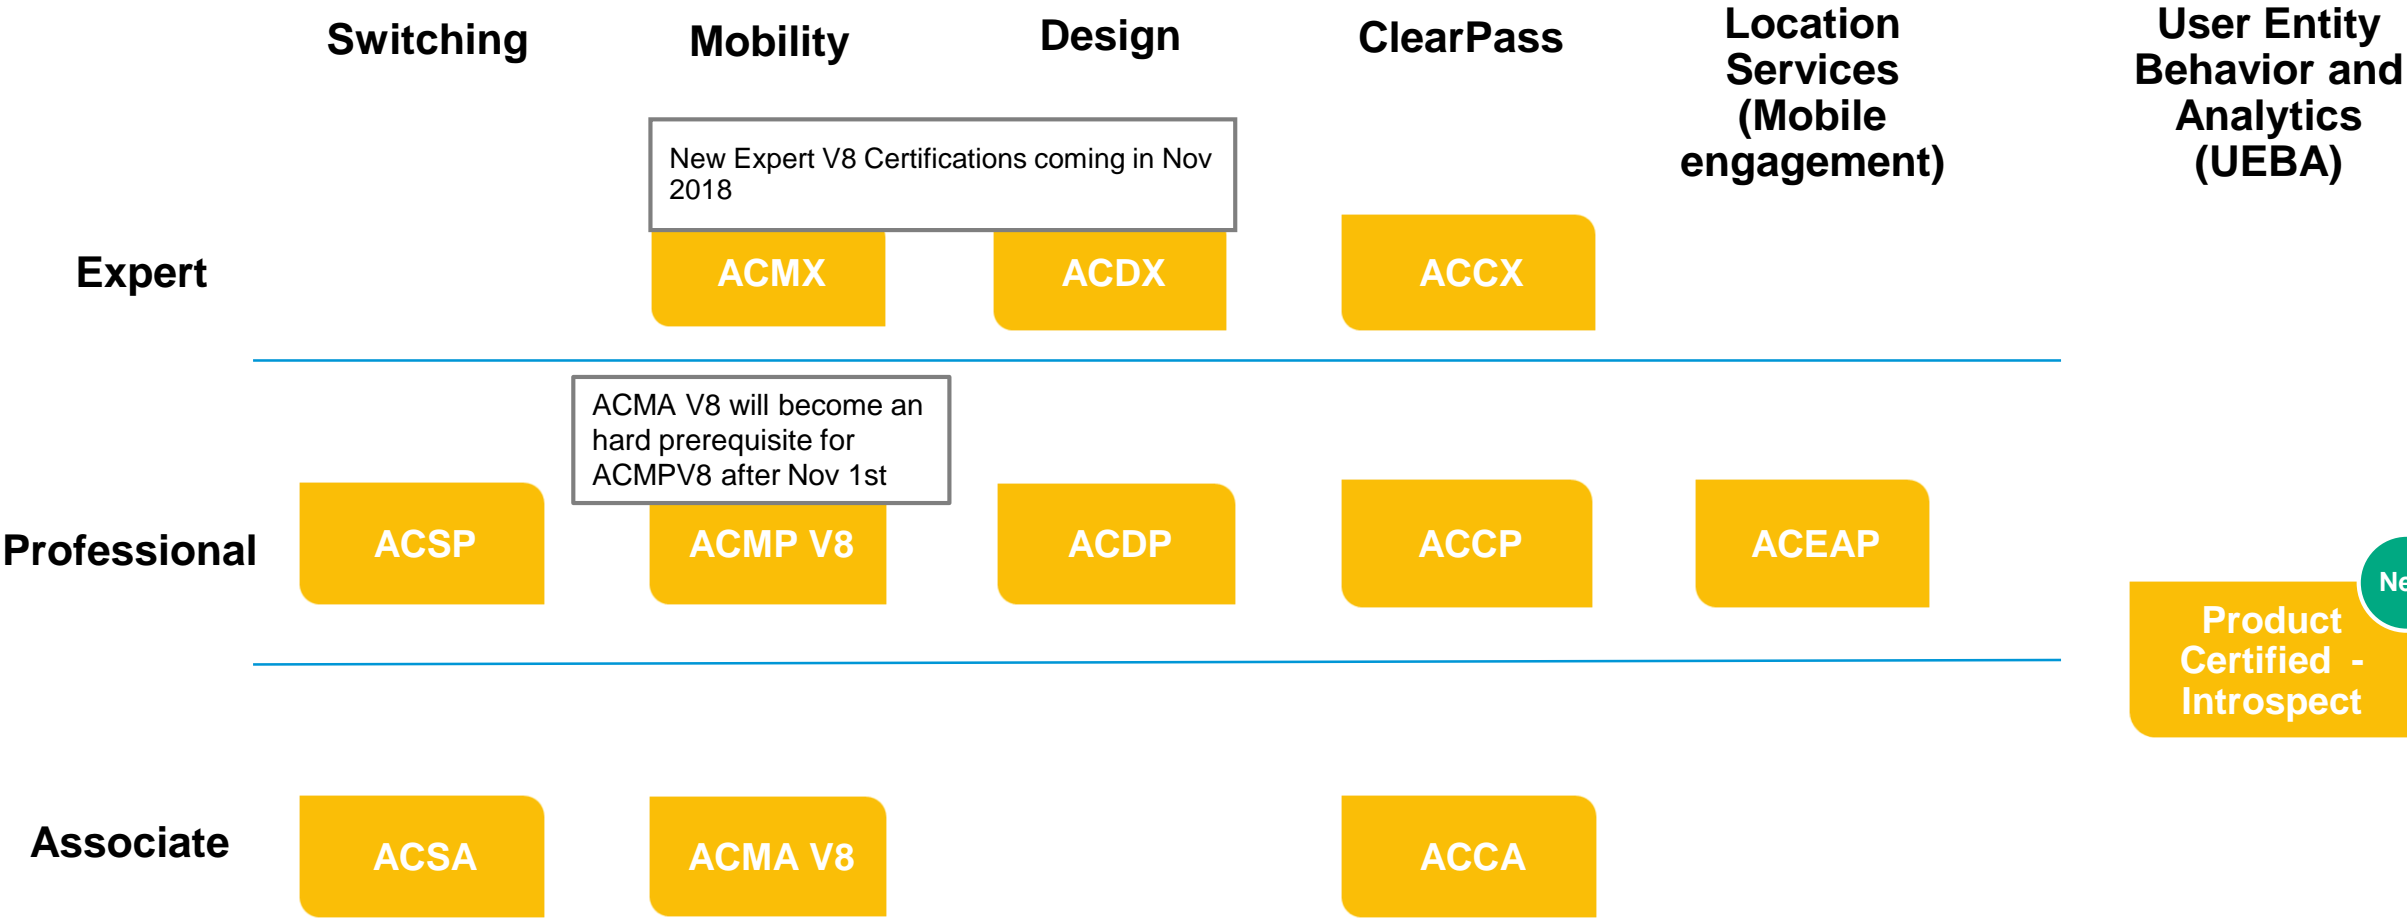 Switching
Mobility
Design
ClearPass
Location
Services
(Mobile
engagement)
User Entity
Behavior and
Analytics
(UEBA)
New Expert V8 Certifications coming in Nov
2018
Expert
ACMX
ACDX
ACCX
ACMA V8 will become an
hard prerequisite for
ACMPV8 after Nov 1st
Professional
ACSP
ACMP V8
ACDP
ACCP
ACEAP
Product
Certified -
Introspect
Associate
ACSA
ACMA V8
ACCA